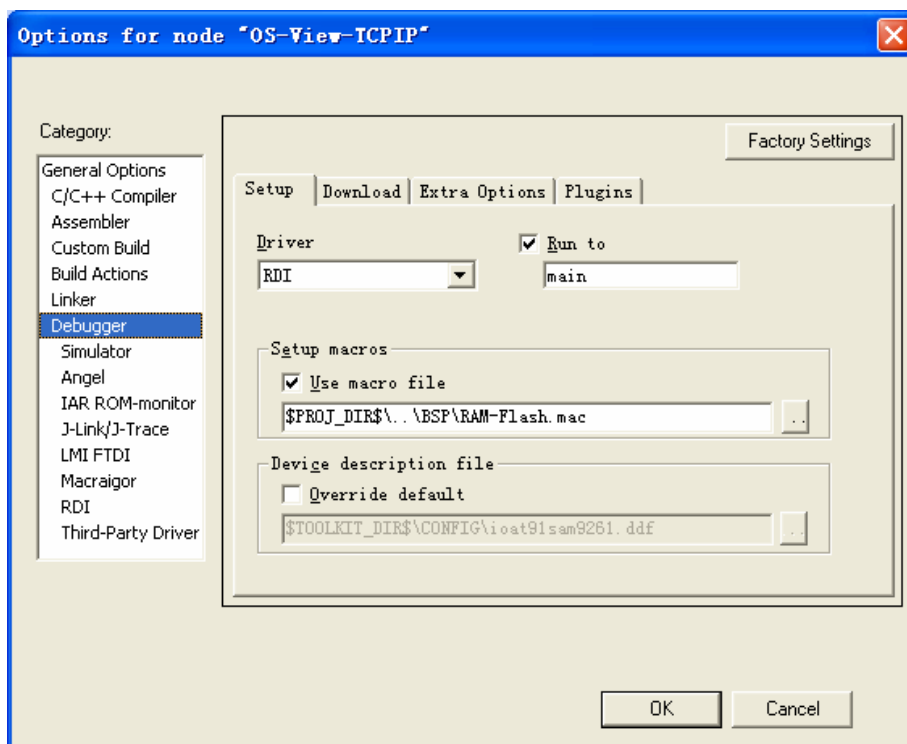 Options for node "OS-View-TCPIP"
Category:
Factory Settings
General Options
C/C++ Compiler
Assembler
Custom Build
Build Actions
Linker
Debugger
Simulator
Angel
IAR ROM-monitor
J-Link/J-Trace
LMI FTDI
Macraigor
RDI
Third-Party Driver
Setup Download Extra Options Plugins
Driver
Run to
RDI
main
Setup macros
Use macro file
$PROJ_DIR$\..\BSP\RAM-Flash.mac
..
Device description file
Override default
$TOOLKIT_DIR$\CONFIG\ioat91sam9261.ddf
..
OK Cancel